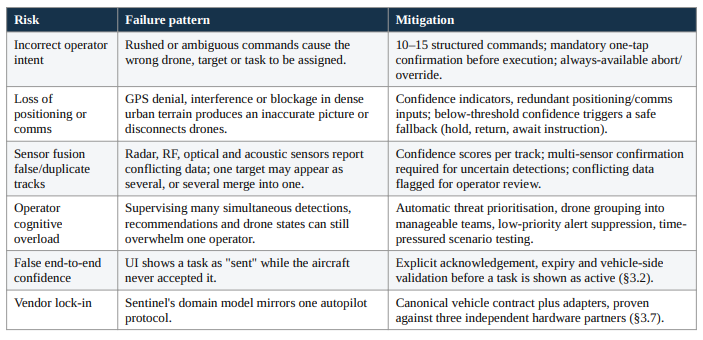 Risk
Failure pattern
Mitigation
Incorrect operator
intent
Rushed or ambiguous commands cause the
wrong drone, target or task to be assigned.
10–15 structured commands; mandatory one-tap
confirmation before execution; always-available abort/
override.
Loss of
positioning or
comms
GPS denial, interference or blockage in dense
urban terrain produces an inaccurate picture or
disconnects drones.
Confidence indicators, redundant positioning/comms
inputs; below-threshold confidence triggers a safe
fallback (hold, return, await instruction).
Sensor fusion
false/duplicate
tracks
Radar, RF, optical and acoustic sensors report
conflicting data; one target may appear as
several, or several merge into one.
Confidence scores per track; multi-sensor confirmation
required for uncertain detections; conflicting data
flagged for operator review.
Operator
cognitive
overload
Supervising many simultaneous detections,
recommendations and drone states can still
overwhelm one operator.
Automatic threat prioritisation, drone grouping into
manageable teams, low-priority alert suppression, time-
pressured scenario testing.
False end-to-end
confidence
UI shows a task as "sent" while the aircraft
never accepted it.
Explicit acknowledgement, expiry and vehicle-side
validation before a task is shown as active (§3.2).
Vendor lock-in
Sentinel's domain model mirrors one autopilot
protocol.
Canonical vehicle contract plus adapters, proven
against three independent hardware partners (§3.7).